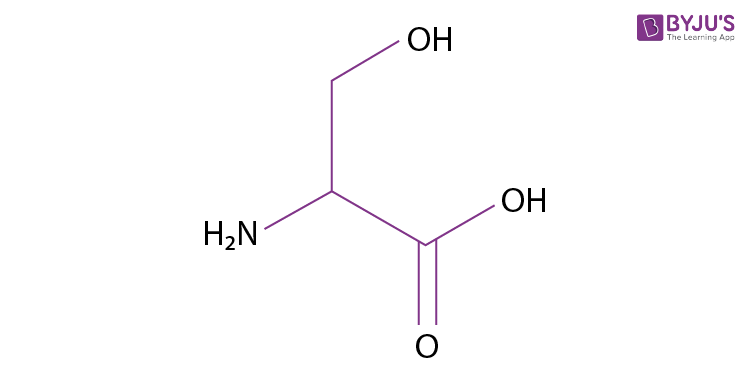 BYJU'S
The Learning App
OH
OH
H₂N
O